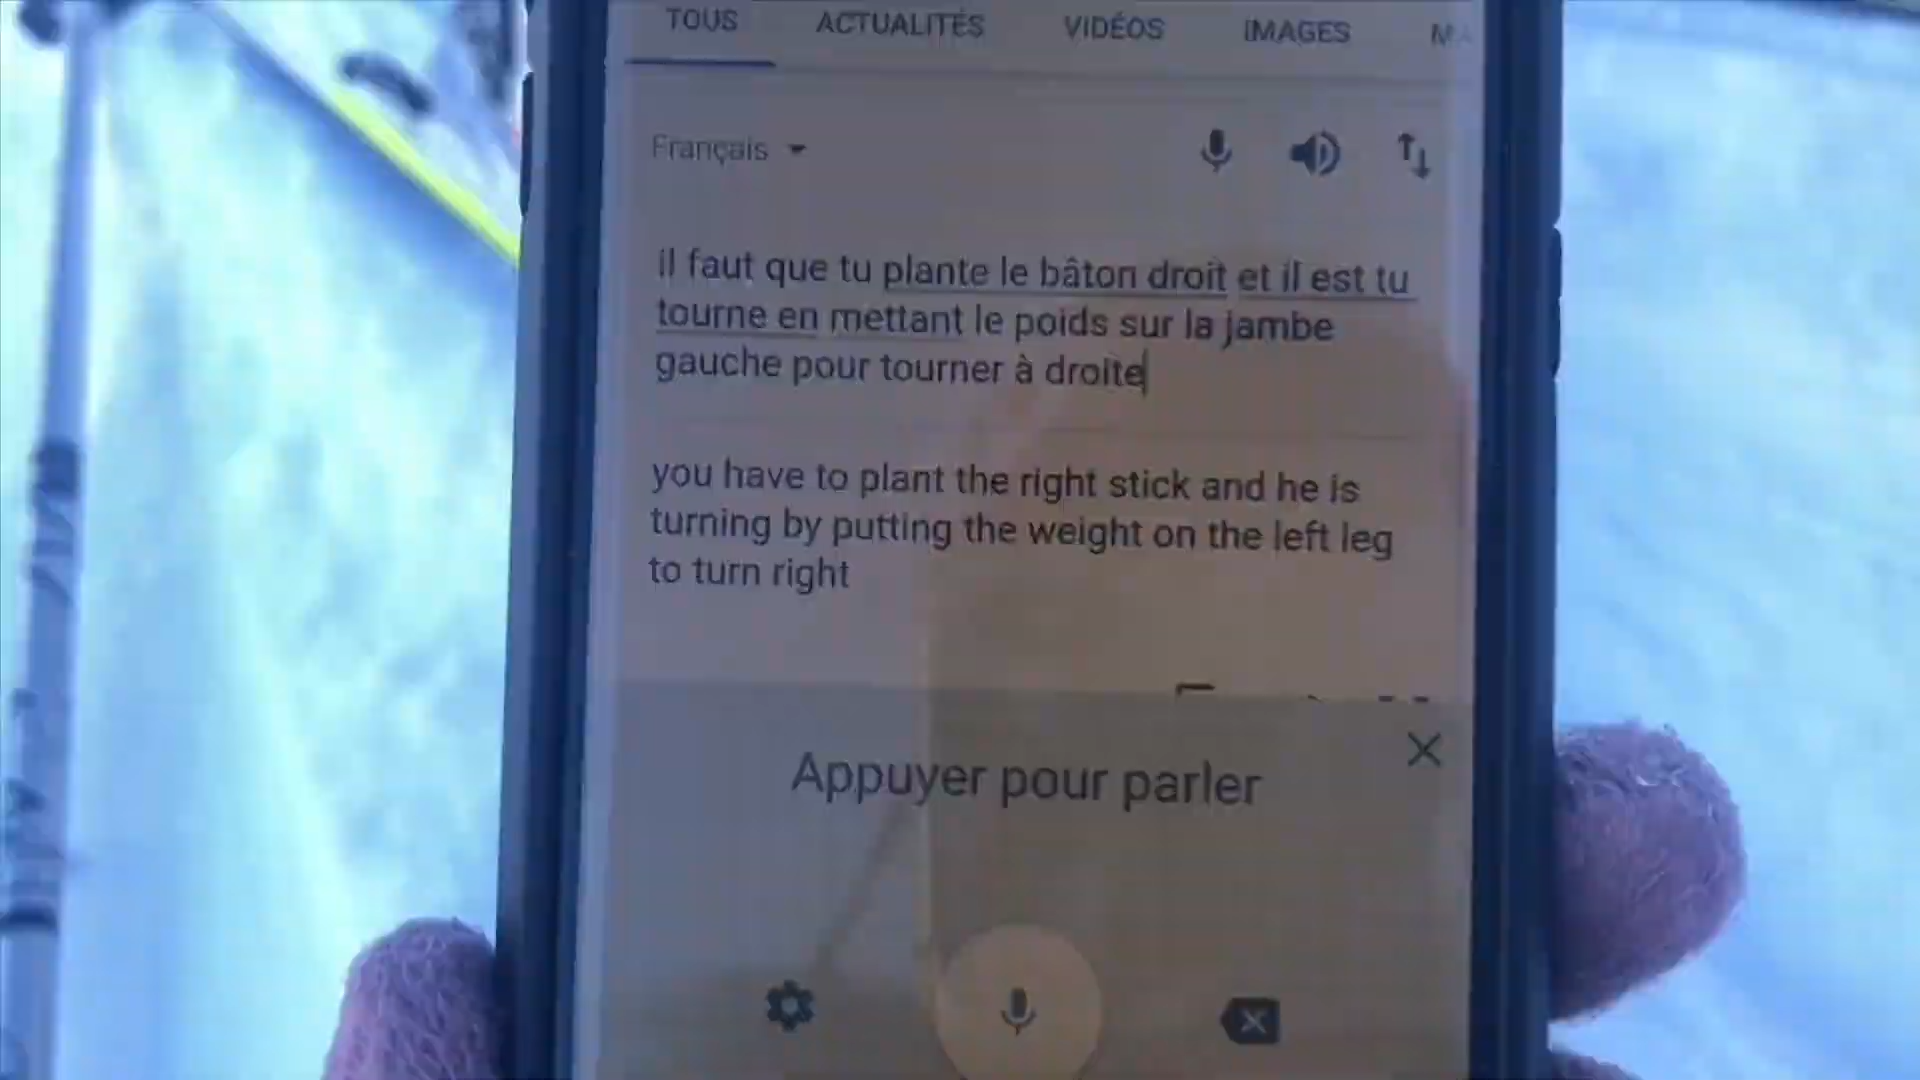 TOUS ACTUALITÉS VIDÉOS IMAGES
Français
il faut que tu plante le bâton droit et il est tu
tourne en mettant le poids sur la jambe
gauche pour tourner à droite
you have to plant the right stick and he is
turning by putting the weight on the left leg
to turn right
Appuyer pour parler